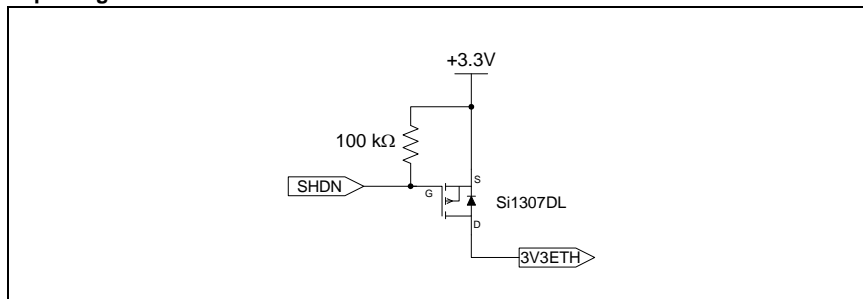 +3.3V
100 kΩ
S
SHDN
G
Si1307DL
D
3V3ETH